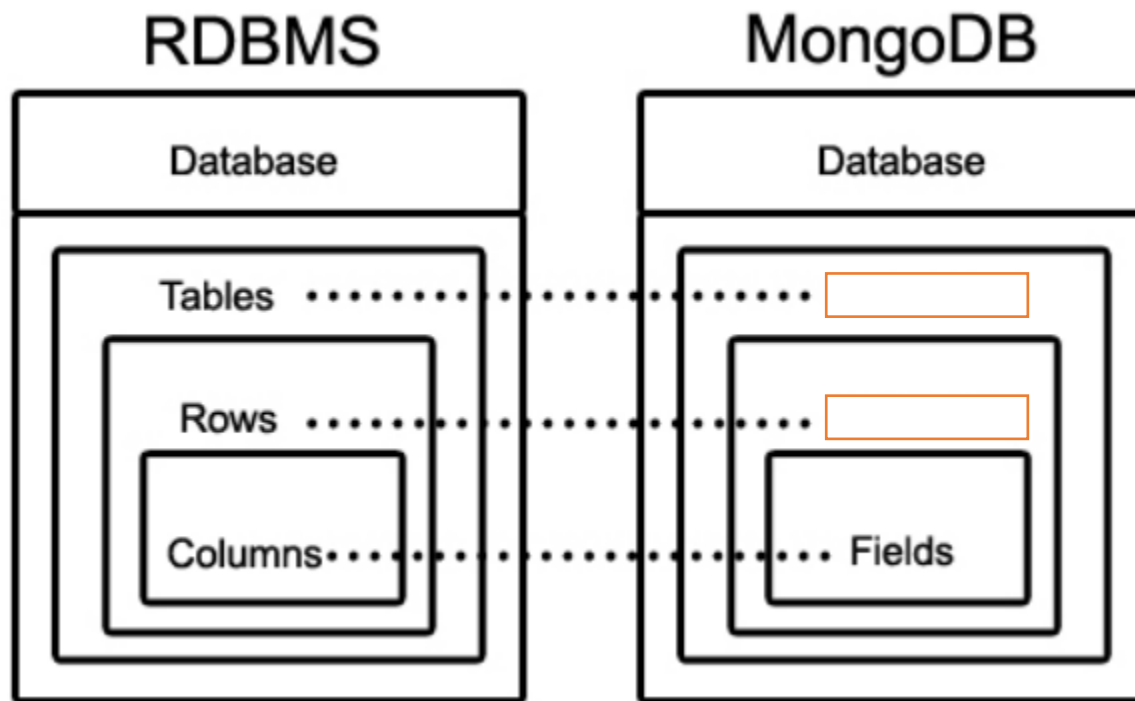 RDBMS
MongoDB
Database
Database
Tables
Rows
Columns
Fields